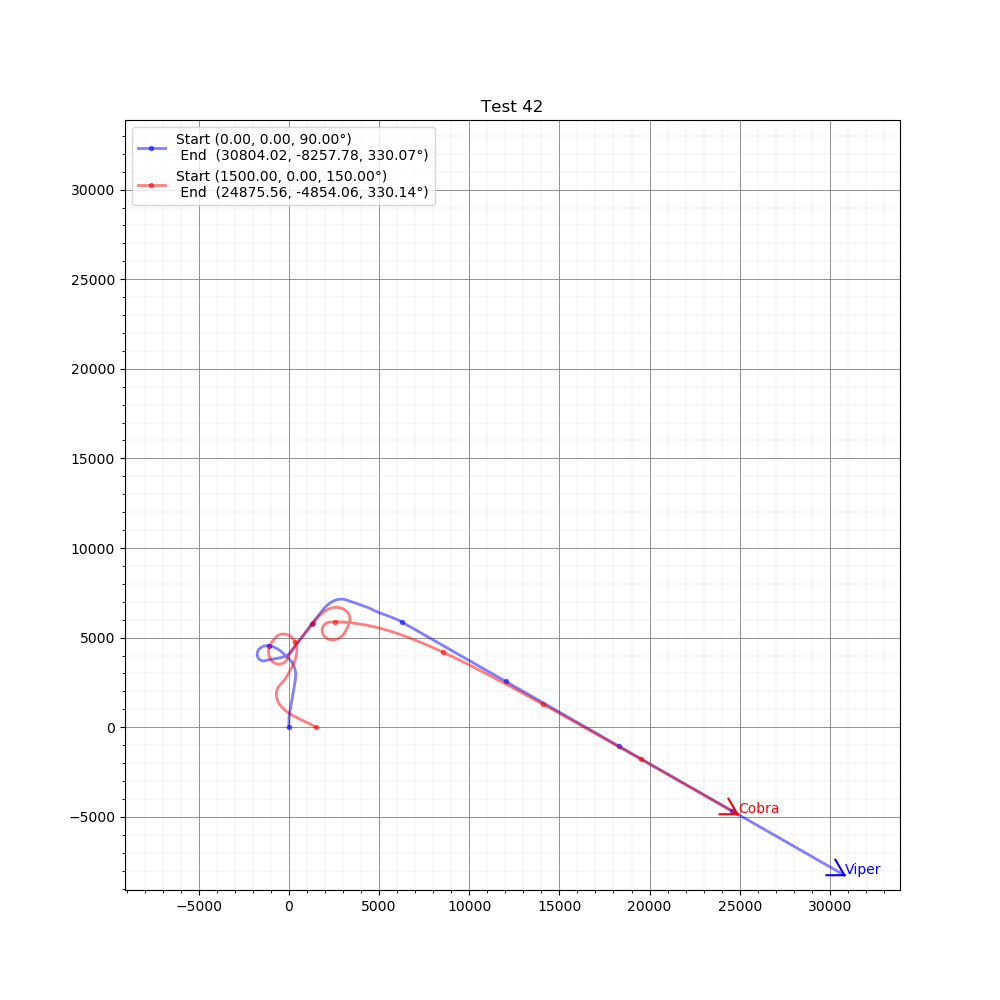 Test 42
Start (0.00, 0.00, 90.00°)
End (30804.02, -8257.78, 330.07°)
Start (1500.00, 0.00, 150.00°)
End (24875.56, -4854.06, 330.14°)
30000
25000
20000
15000
10000
5000
0
−5000
Cobra
Viper
−5000 0 5000 10000 15000 20000 25000 30000